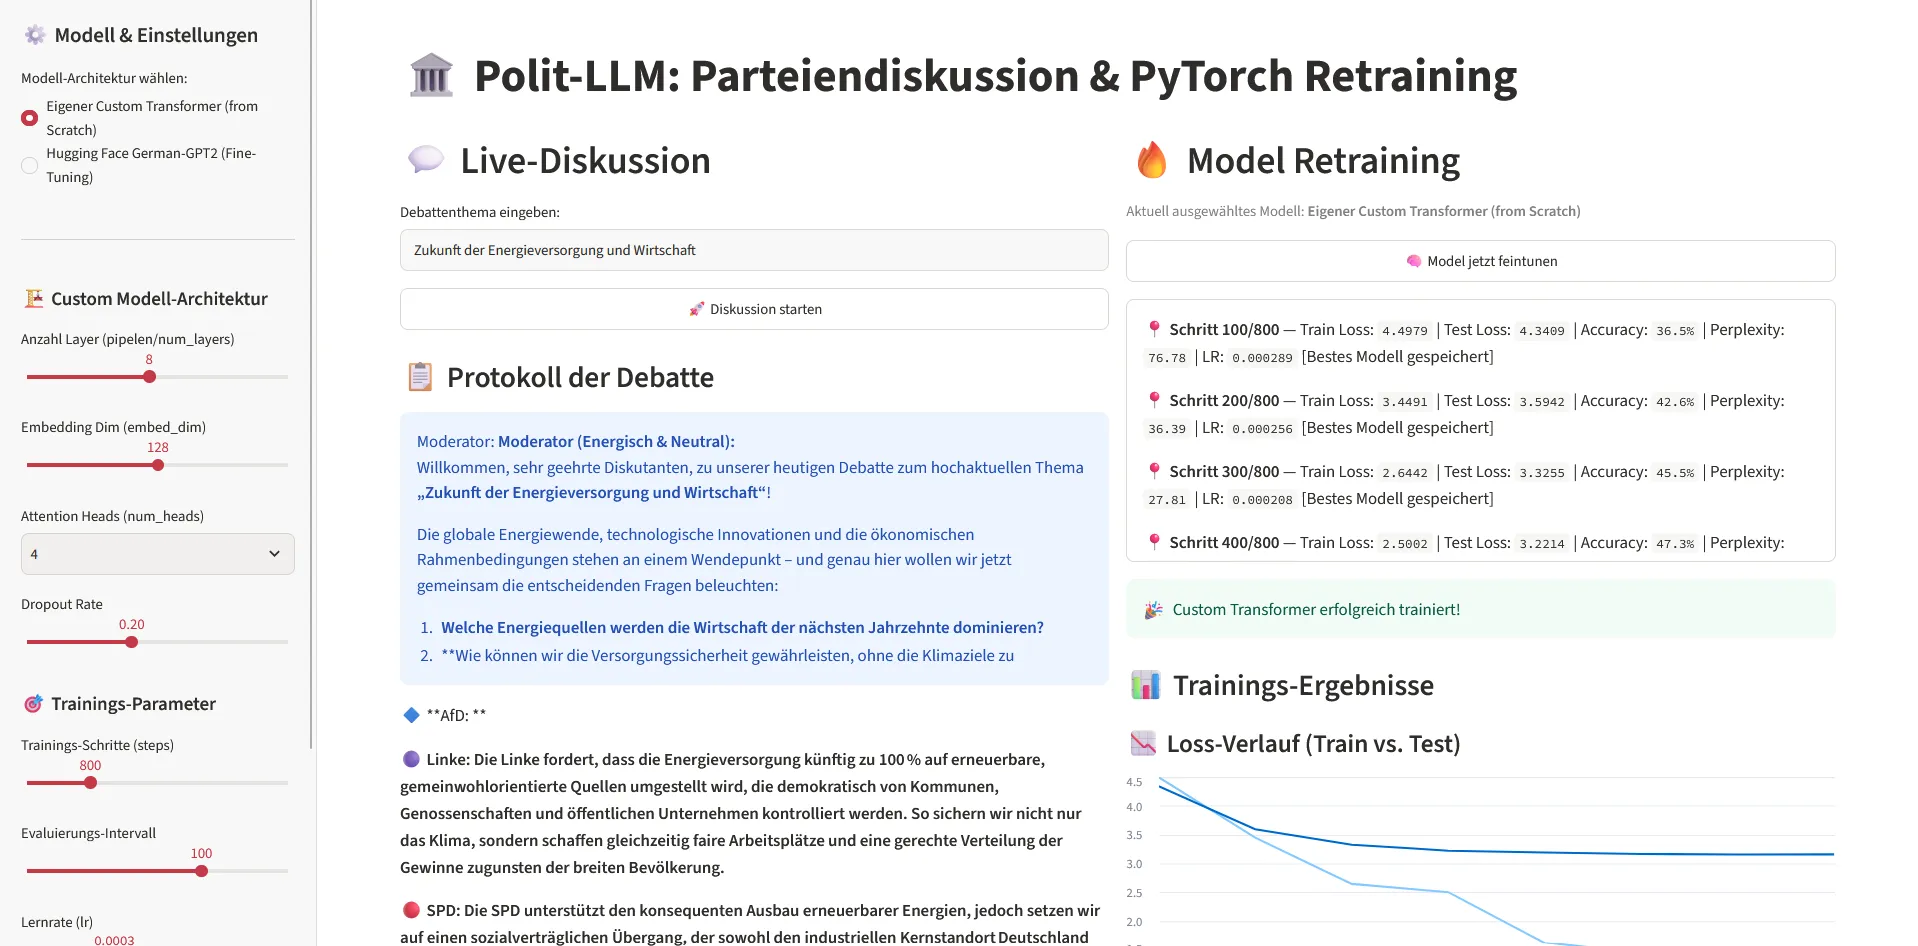 Modell & Einstellungen
Modell-Architektur wählen:
Eigener Custom Transformer (from
Scratch)
Hugging Face German-GPT2 (Fine-
Tuning)
Custom Modell-Architektur
Anzahl Layer (pipelen/num_layers)
8
Embedding Dim (embed_dim)
128
Attention Heads (num_heads)
4
Dropout Rate
0.20
Trainings-Parameter
Trainings-Schritte (steps)
800
Evaluierungs-Intervall
100
Lernrate (lr)
0.0003
Polit-LLM: Parteiendiskussion & PyTorch Retraining
Live-Diskussion
Debattenthema eingeben:
Zukunft der Energieversorgung und Wirtschaft
Diskussion starten
Protokoll der Debatte
Moderator: Moderator (Energisch & Neutral):
Willkommen, sehr geehrte Diskutanten, zu unserer heutigen Debatte zum hochaktuellen Thema
„Zukunft der Energieversorgung und Wirtschaft“!
Die globale Energiewende, technologische Innovationen und die ökonomischen
Rahmenbedingungen stehen an einem Wendepunkt – und genau hier wollen wir jetzt
gemeinsam die entscheidenden Fragen beleuchten:
1. Welche Energiequellen werden die Wirtschaft der nächsten Jahrzehnte dominieren?
2. **Wie können wir die Versorgungssicherheit gewährleisten, ohne die Klimaziele zu
**AfD: **
Linke: Die Linke fordert, dass die Energieversorgung künftig zu 100 % auf erneuerbare,
gemeinwohlorientierte Quellen umgestellt wird, die demokratisch von Kommunen,
Genossenschaften und öffentlichen Unternehmen kontrolliert werden. So sichern wir nicht nur
das Klima, sondern schaffen gleichzeitig faire Arbeitsplätze und eine gerechte Verteilung der
Gewinne zugunsten der breiten Bevölkerung.
SPD: Die SPD unterstützt den konsequenten Ausbau erneuerbarer Energien, jedoch setzen wir
auf einen sozialverträglichen Übergang, der sowohl den industriellen Kernstandort Deutschland
Model Retraining
Aktuell ausgewähltes Modell: Eigener Custom Transformer (from Scratch)
Model jetzt feintunen
Schritt 100/800 — Train Loss: 4.4979 | Test Loss: 4.3409 | Accuracy: 36.5% | Perplexity:
76.78 | LR: 0.000289 [Bestes Modell gespeichert]
Schritt 200/800 — Train Loss: 3.4491 | Test Loss: 3.5942 | Accuracy: 42.6% | Perplexity:
36.39 | LR: 0.000256 [Bestes Modell gespeichert]
Schritt 300/800 — Train Loss: 2.6442 | Test Loss: 3.3255 | Accuracy: 45.5% | Perplexity:
27.81 | LR: 0.000208 [Bestes Modell gespeichert]
Schritt 400/800 — Train Loss: 2.5002 | Test Loss: 3.2214 | Accuracy: 47.3% | Perplexity:
Custom Transformer erfolgreich trainiert!
Trainings-Ergebnisse
Loss-Verlauf (Train vs. Test)
4.5
4.0
3.5
3.0
2.5
2.0